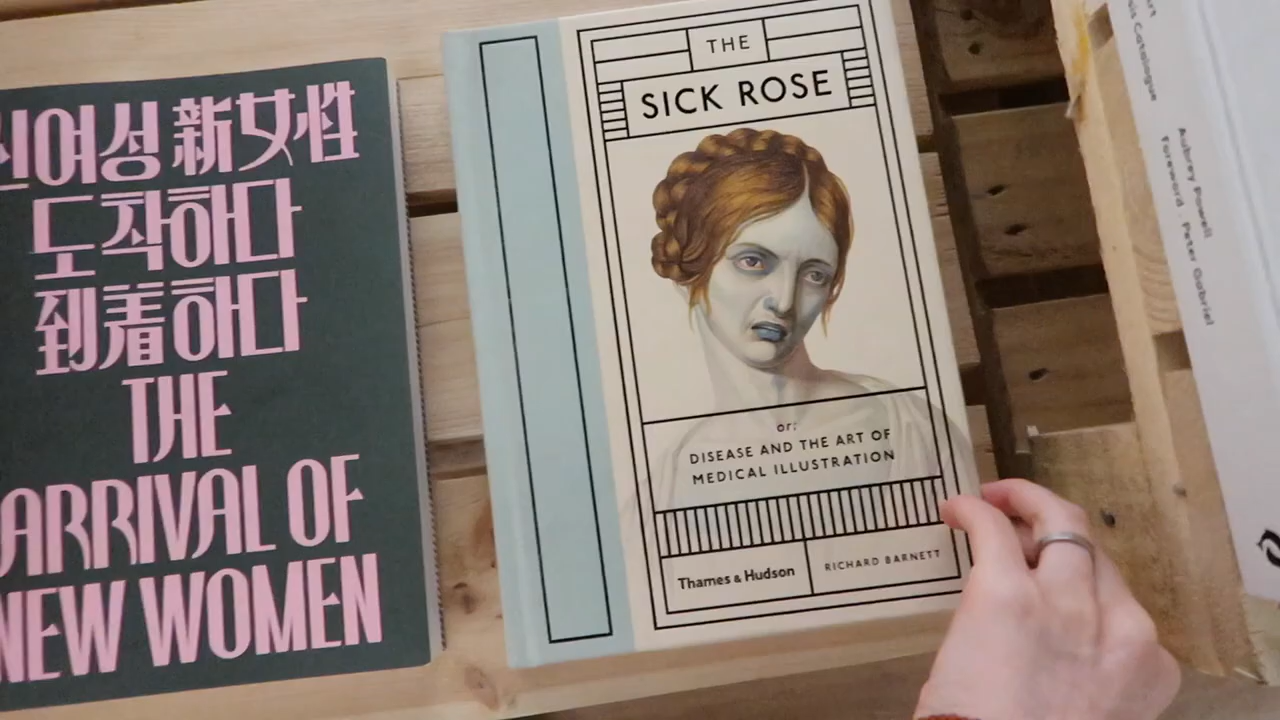 신여성 新女性
도착하다
到着하다
THE
ARRIVAL OF
NEW WOMEN
THE
SICK ROSE
or;
DISEASE AND THE ART OF
MEDICAL ILLUSTRATION
Thames & Hudson
RICHARD BARNETT
Catalogue
Aubrey Powell
Foreword · Peter Gabriel